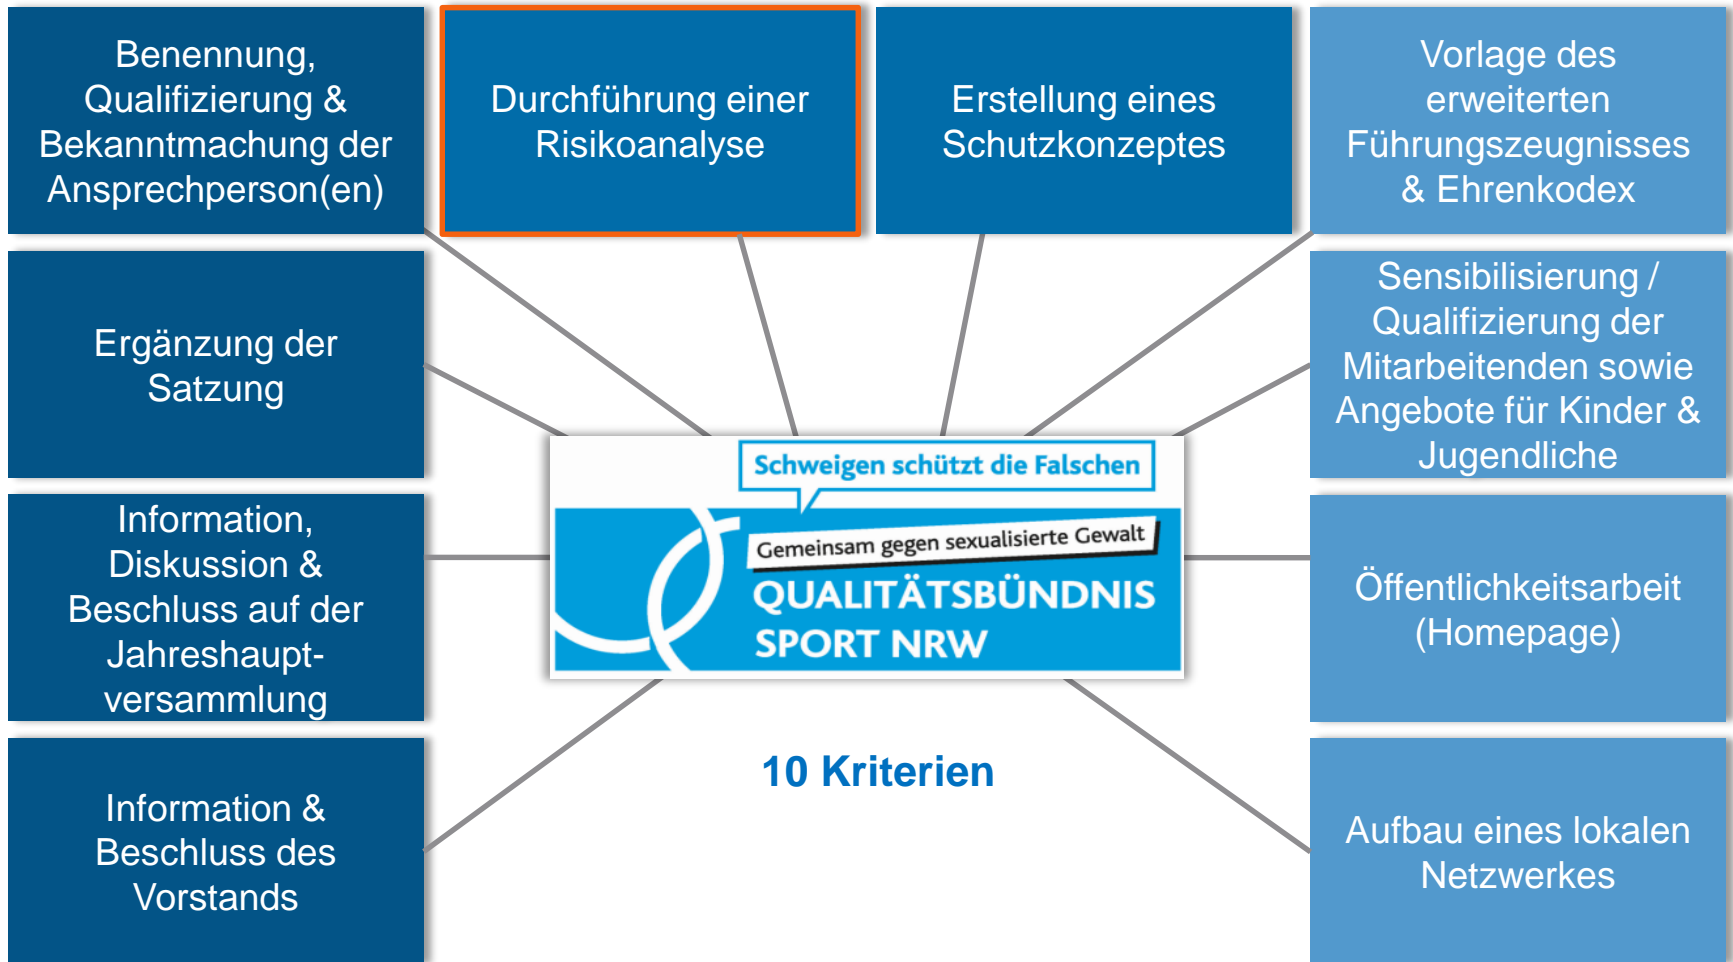 Benennung,
Qualifizierung &
Bekanntmachung der
Ansprechperson(en)
Durchführung einer
Risikoanalyse
Erstellung eines
Schutzkonzeptes
Vorlage des
erweiterten
Führungszeugnisses
& Ehrenkodex
Ergänzung der
Satzung
Sensibilisierung /
Qualifizierung der
Mitarbeitenden sowie
Angebote für Kinder &
Jugendliche
Schweigen schützt die Falschen
Gemeinsam gegen sexualisierte Gewalt
QUALITÄTSBÜNDNIS
SPORT NRW
Information,
Diskussion &
Beschluss auf der
Jahreshaupt-
versammlung
Öffentlichkeitsarbeit
(Homepage)
10 Kriterien
Information &
Beschluss des
Vorstands
Aufbau eines lokalen
Netzwerkes